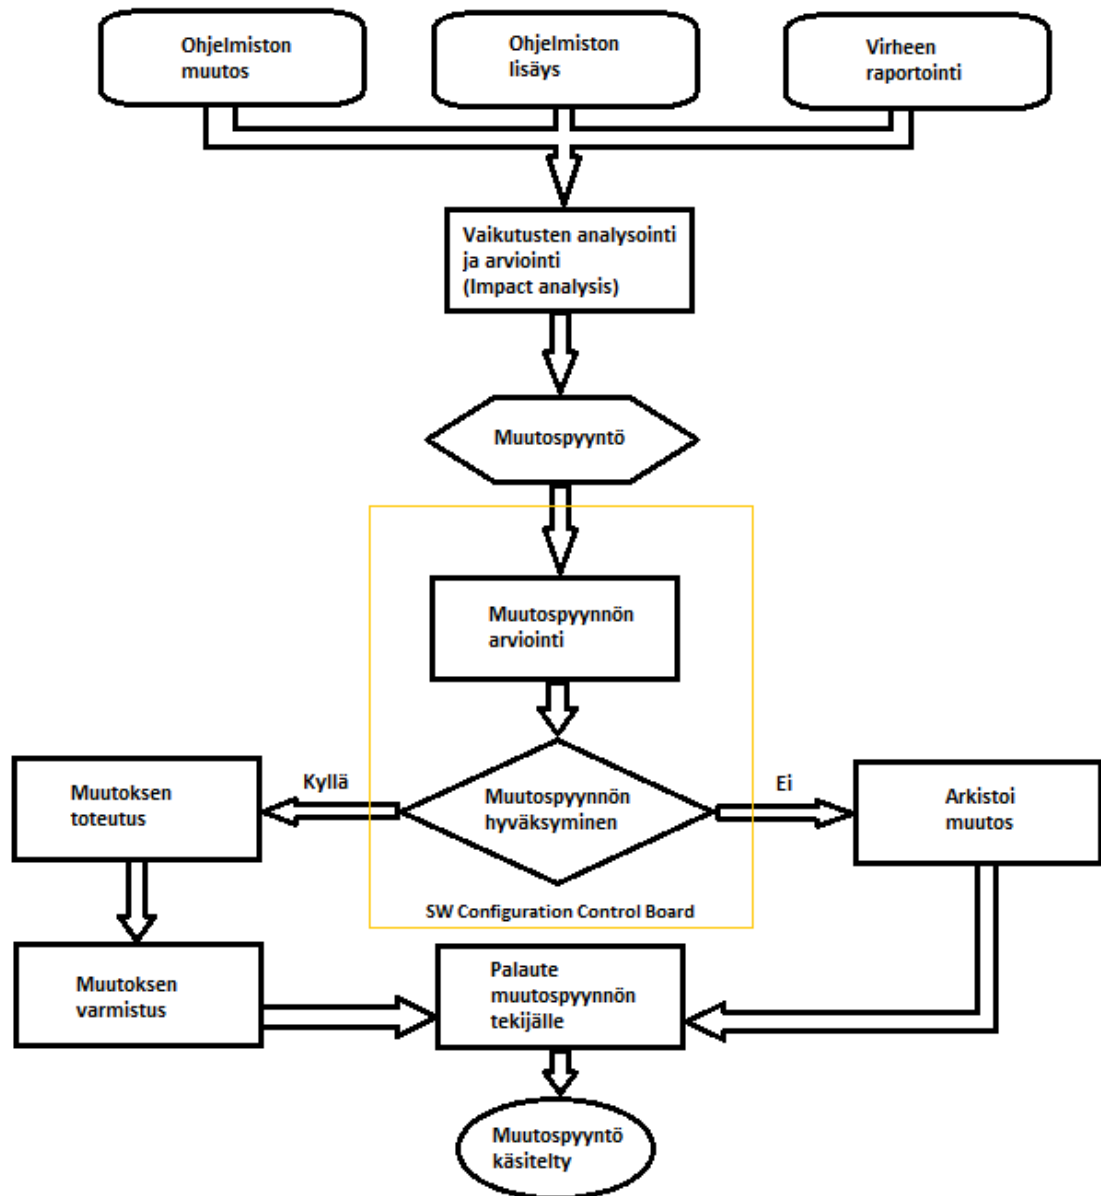 Ohjelmiston
muutos
Ohjelmiston
lisäys
Virheen
raportointi
Vaikutusten analysointi
ja arviointi
(Impact analysis)
Muutospyyntö
Muutospyynnön
arviointi
Muutospyynnön
hyväksyminen
Kyllä
Ei
Muutoksen
toteutus
Arkistoi
muutos
SW Configuration Control Board
Muutoksen
varmistus
Palaute
muutospyynnön
tekijälle
Muutospyyntö
käsitelty